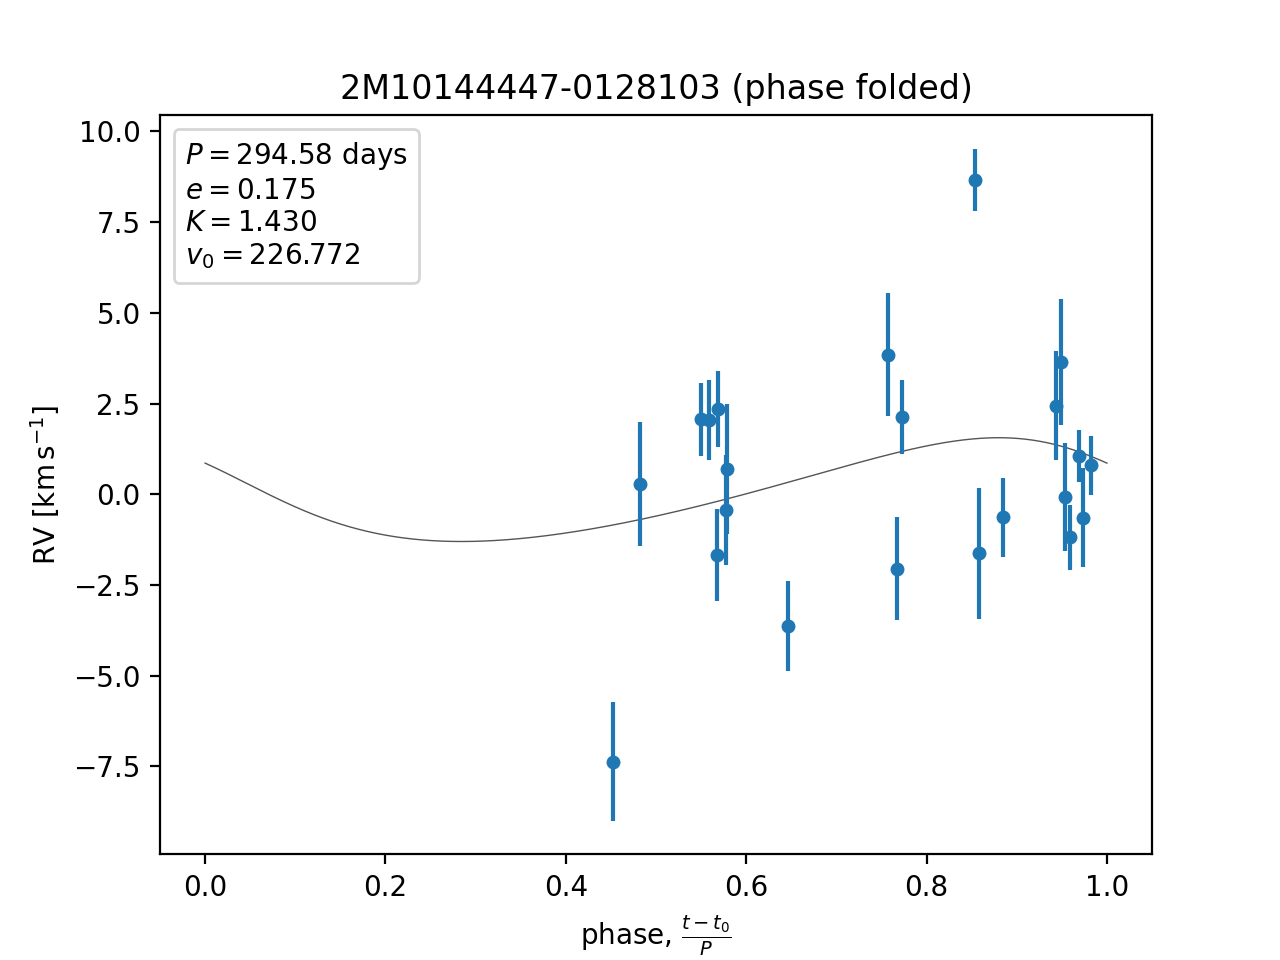 2M10144447-0128103 (phase folded)
P = 294.58 days
e = 0.175
K = 1.430
v₀ = 226.772
10.0
7.5
5.0
2.5
0.0
−2.5
−5.0
−7.5
RV [km s⁻¹]
0.0 0.2 0.4 0.6 0.8 1.0
phase, (t − t₀)/P